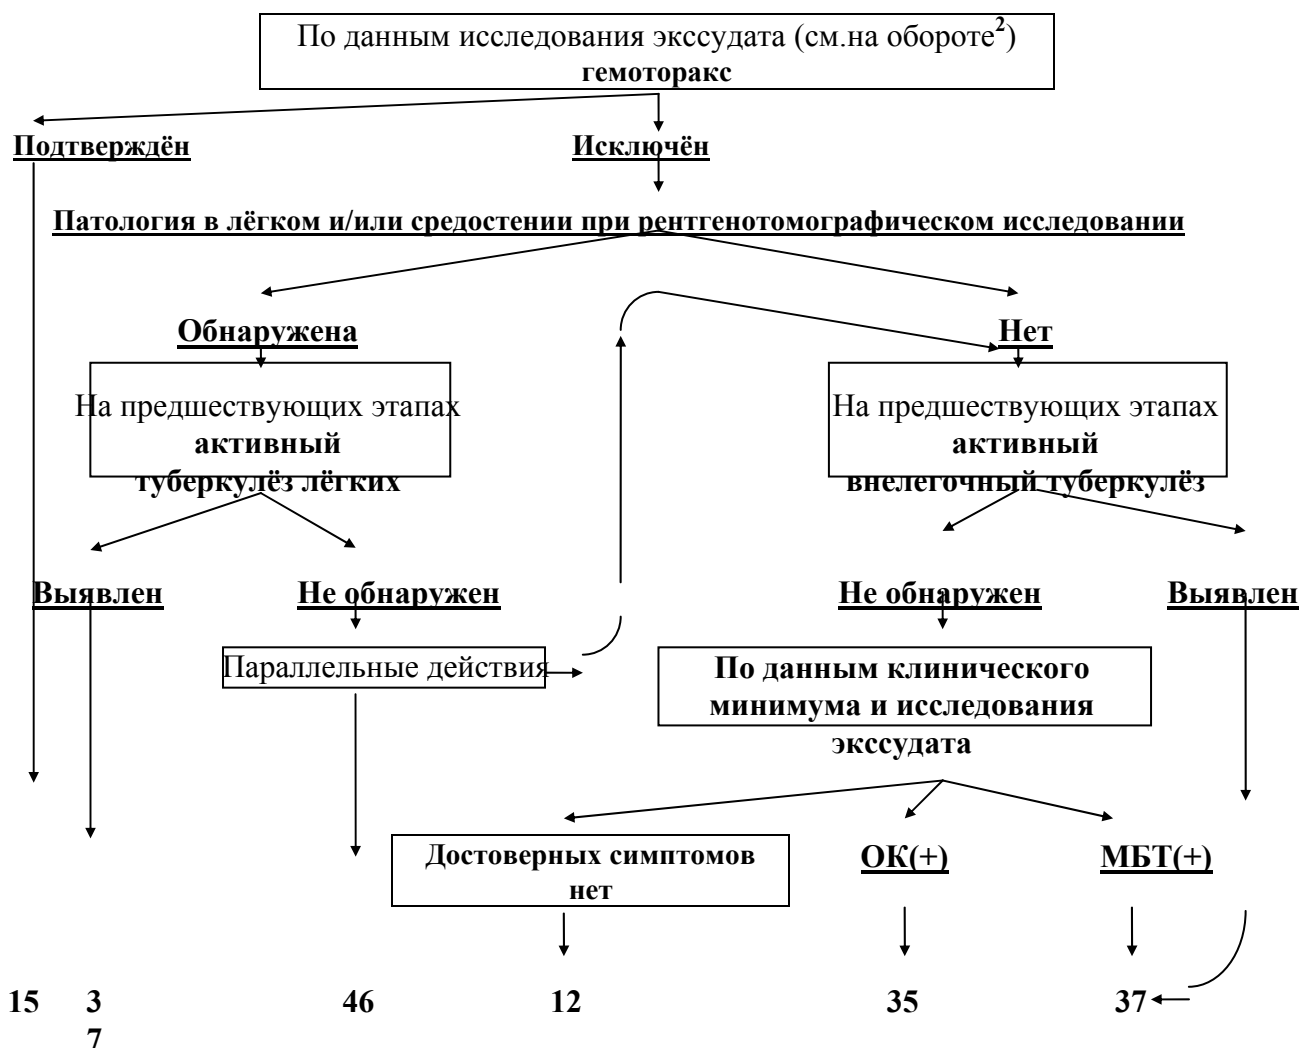 По данным исследования экссудата (см.на обороте²)
гемоторакс
Подтверждён
Исключён
Патология в лёгком и/или средостении при рентгенотомографическом исследовании
Обнаружена
Нет
На предшествующих этапах
активный
туберкулёз лёгких
На предшествующих этапах
активный
внелегочный туберкулёз
Выявлен
Не обнаружен
Не обнаружен
Выявлен
Параллельные действия
По данным клинического
минимума и исследования
экссудата
Достоверных симптомов
нет
ОК(+)
МБТ(+)
15
3
7
46
12
35
37